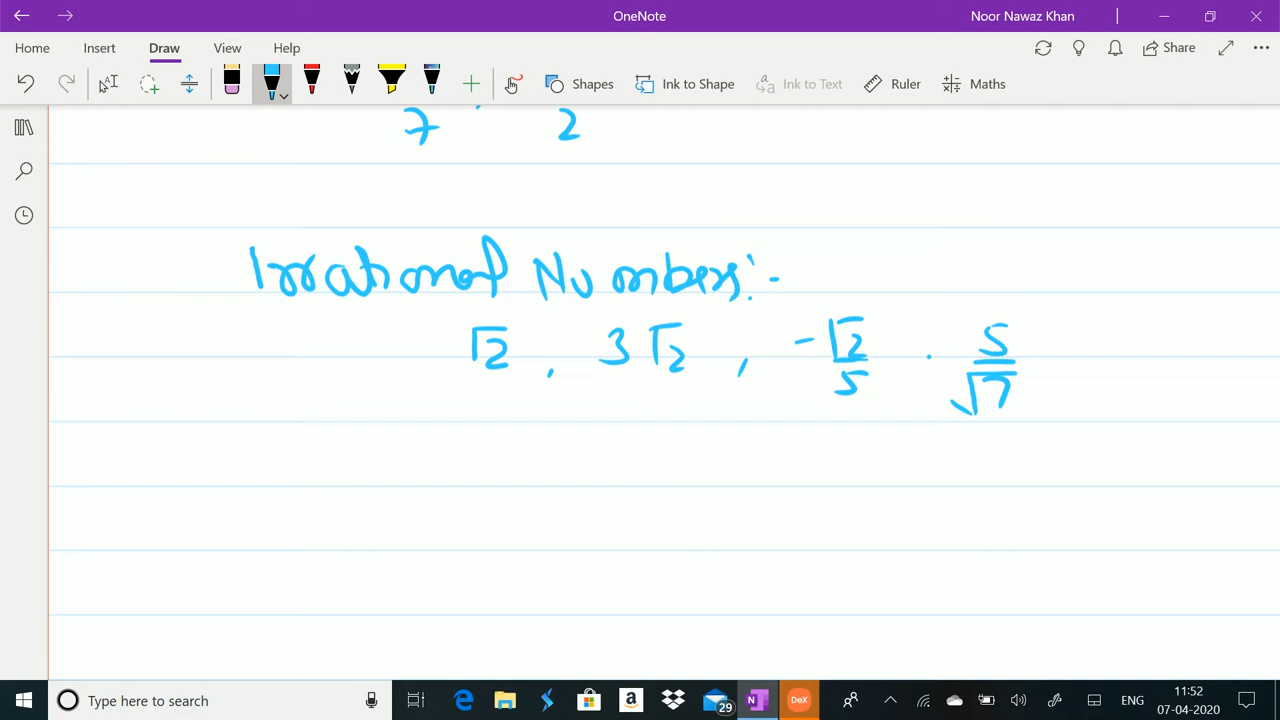 OneNote
Noor Nawaz Khan
Home Insert Draw View Help
Share
Shapes Ink to Shape Ink to Text Ruler Maths
7 , 2
Irrational Numbers:-
√2 , 3√2 , -√2/5 . 5/√7
Type here to search
29
N
DeX
ENG
11:52
07-04-2020